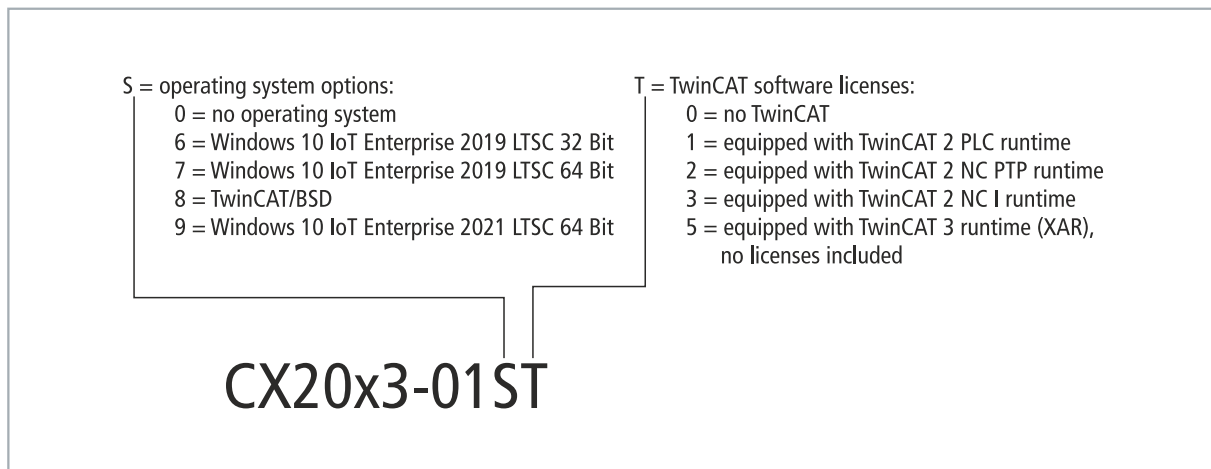 S = operating system options:
0 = no operating system
6 = Windows 10 IoT Enterprise 2019 LTSC 32 Bit
7 = Windows 10 IoT Enterprise 2019 LTSC 64 Bit
8 = TwinCAT/BSD
9 = Windows 10 IoT Enterprise 2021 LTSC 64 Bit
T = TwinCAT software licenses:
0 = no TwinCAT
1 = equipped with TwinCAT 2 PLC runtime
2 = equipped with TwinCAT 2 NC PTP runtime
3 = equipped with TwinCAT 2 NC I runtime
5 = equipped with TwinCAT 3 runtime (XAR),
no licenses included
CX20x3-01ST